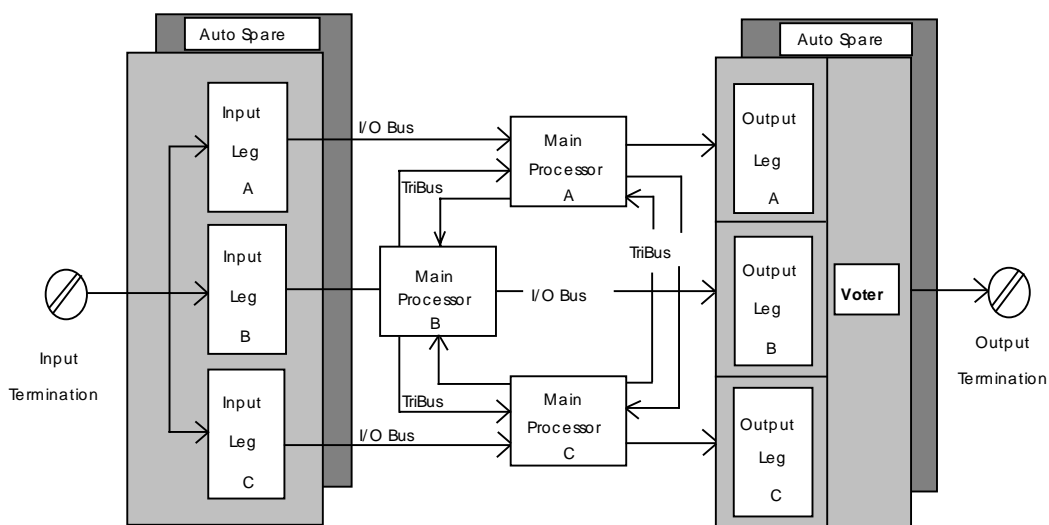 Auto Spare
Auto Spare
Input
Leg
A
I/O Bus
Main
Processor
A
Output
Leg
A
TriBus
Input
Leg
B
Main
Processor
B
I/O Bus
TriBus
Output
Leg
B
Voter
Input
Termination
Output
Termination
Input
Leg
C
TriBus
I/O Bus
Main
Processor
C
Output
Leg
C